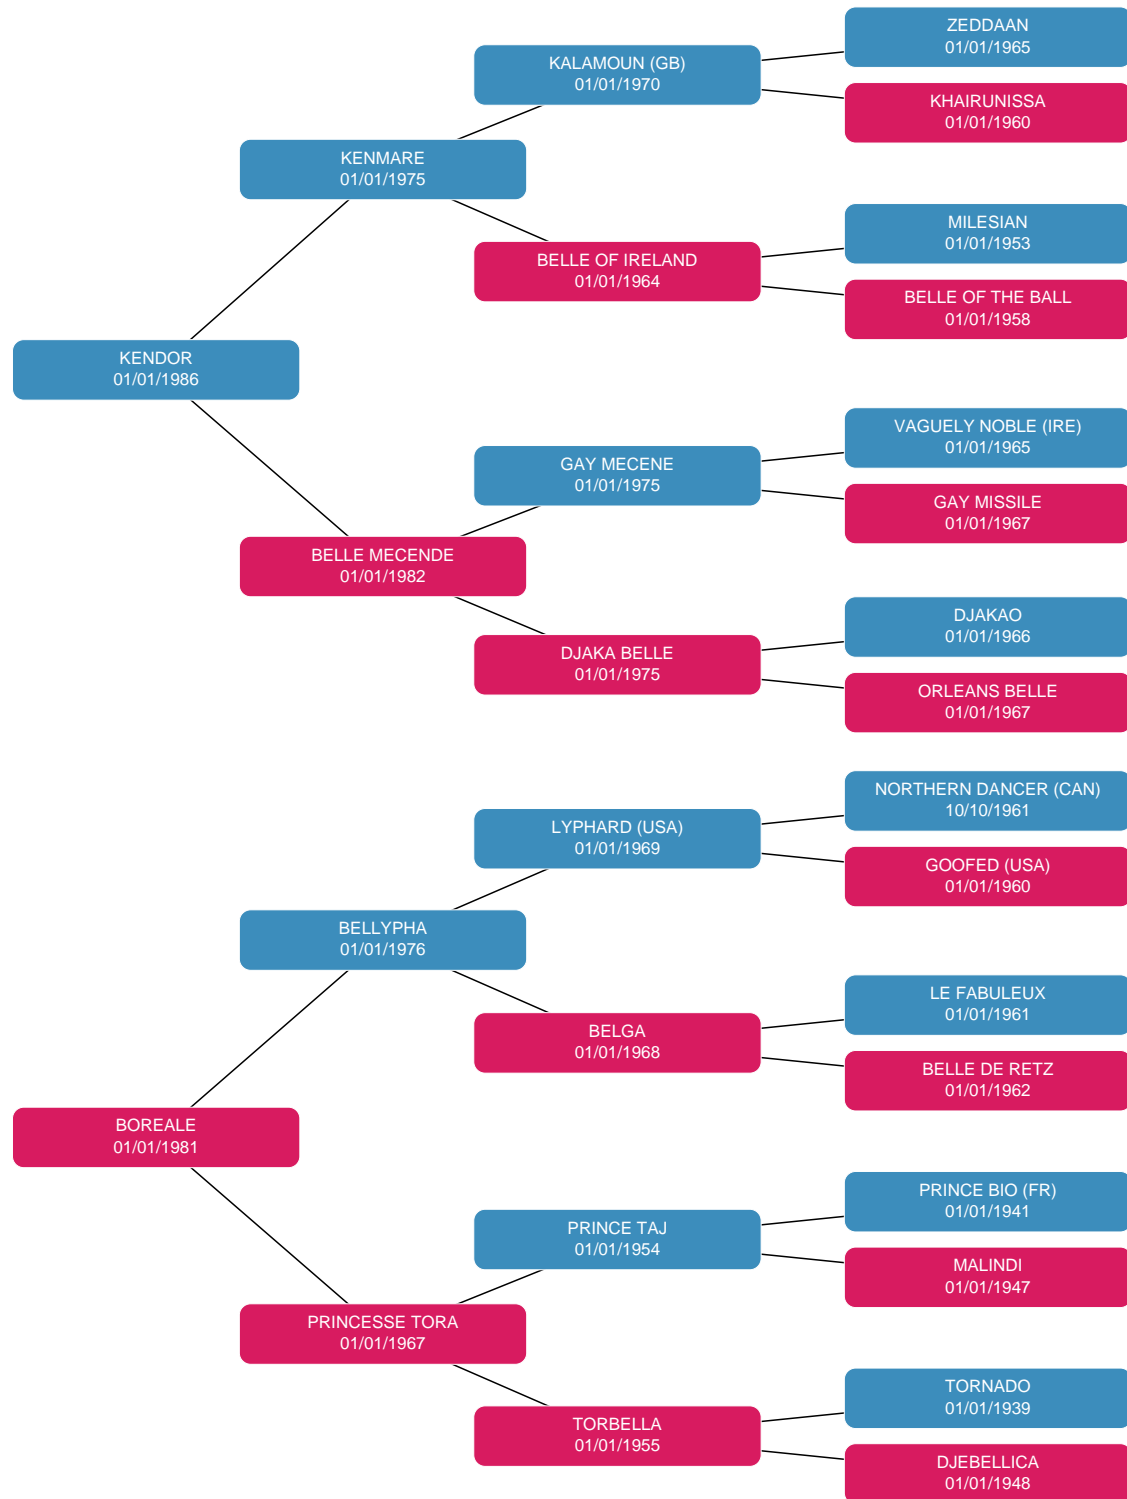 ZEDDAAN
01/01/1965
KALAMOUN (GB)
01/01/1970
KHAIRUNISSA
01/01/1960
KENMARE
01/01/1975
MILESIAN
01/01/1953
BELLE OF IRELAND
01/01/1964
BELLE OF THE BALL
01/01/1958
KENDOR
01/01/1986
VAGUELY NOBLE (IRE)
01/01/1965
GAY MECENE
01/01/1975
GAY MISSILE
01/01/1967
BELLE MECENDE
01/01/1982
DJAKAO
01/01/1966
DJAKA BELLE
01/01/1975
ORLEANS BELLE
01/01/1967
NORTHERN DANCER (CAN)
10/10/1961
LYPHARD (USA)
01/01/1969
GOOFED (USA)
01/01/1960
BELLYPHA
01/01/1976
LE FABULEUX
01/01/1961
BELGA
01/01/1968
BELLE DE RETZ
01/01/1962
BOREALE
01/01/1981
PRINCE BIO (FR)
01/01/1941
PRINCE TAJ
01/01/1954
MALINDI
01/01/1947
PRINCESSE TORA
01/01/1967
TORNADO
01/01/1939
TORBELLA
01/01/1955
DJEBELLICA
01/01/1948